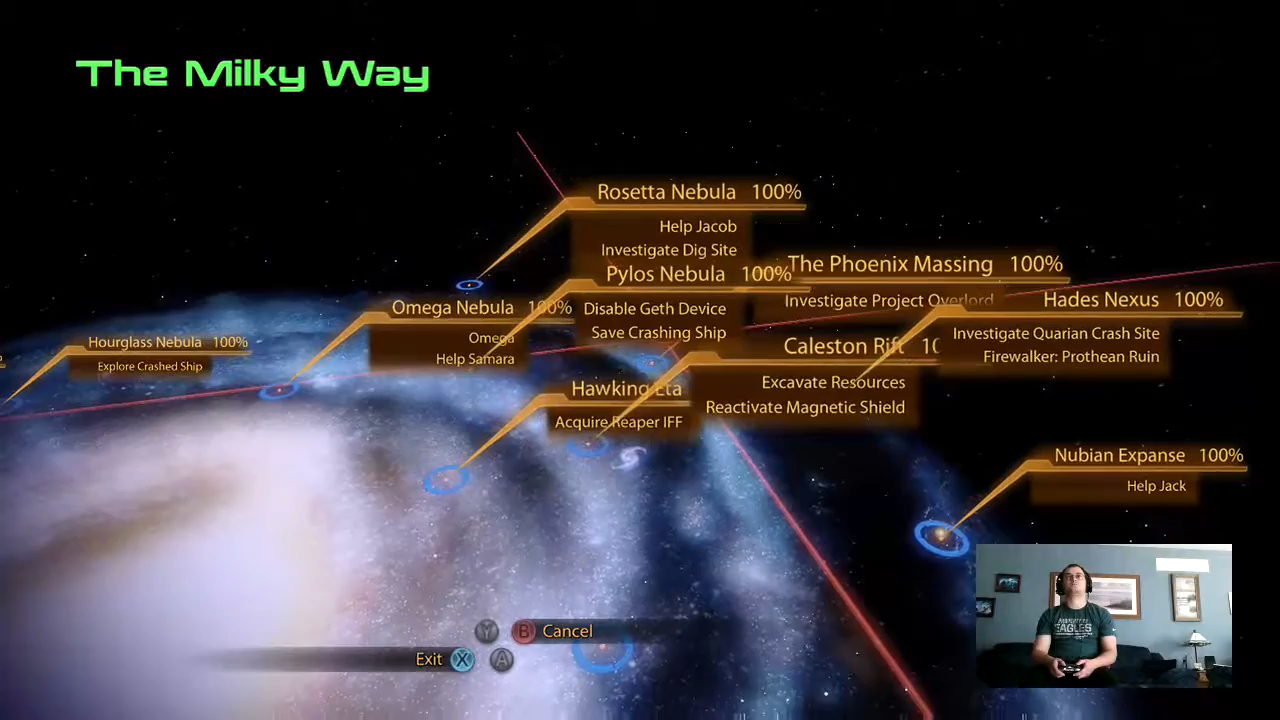 The Milky Way
Rosetta Nebula 100%
Help Jacob
Investigate Dig Site
Pylos Nebula 100%
Disable Geth Device
Save Crashing Ship
The Phoenix Massing 100%
Investigate Project Overlord
Hades Nexus 100%
Investigate Quarian Crash Site
Firewalker: Prothean Ruin
Omega Nebula 100%
Omega
Help Samara
Hourglass Nebula 100%
Explore Crashed Ship
Caleston Rift 10
Excavate Resources
Reactivate Magnetic Shield
Hawking Eta
Acquire Reaper IFF
Nubian Expanse 100%
Help Jack
Y B Cancel
Exit X A
EAGLES